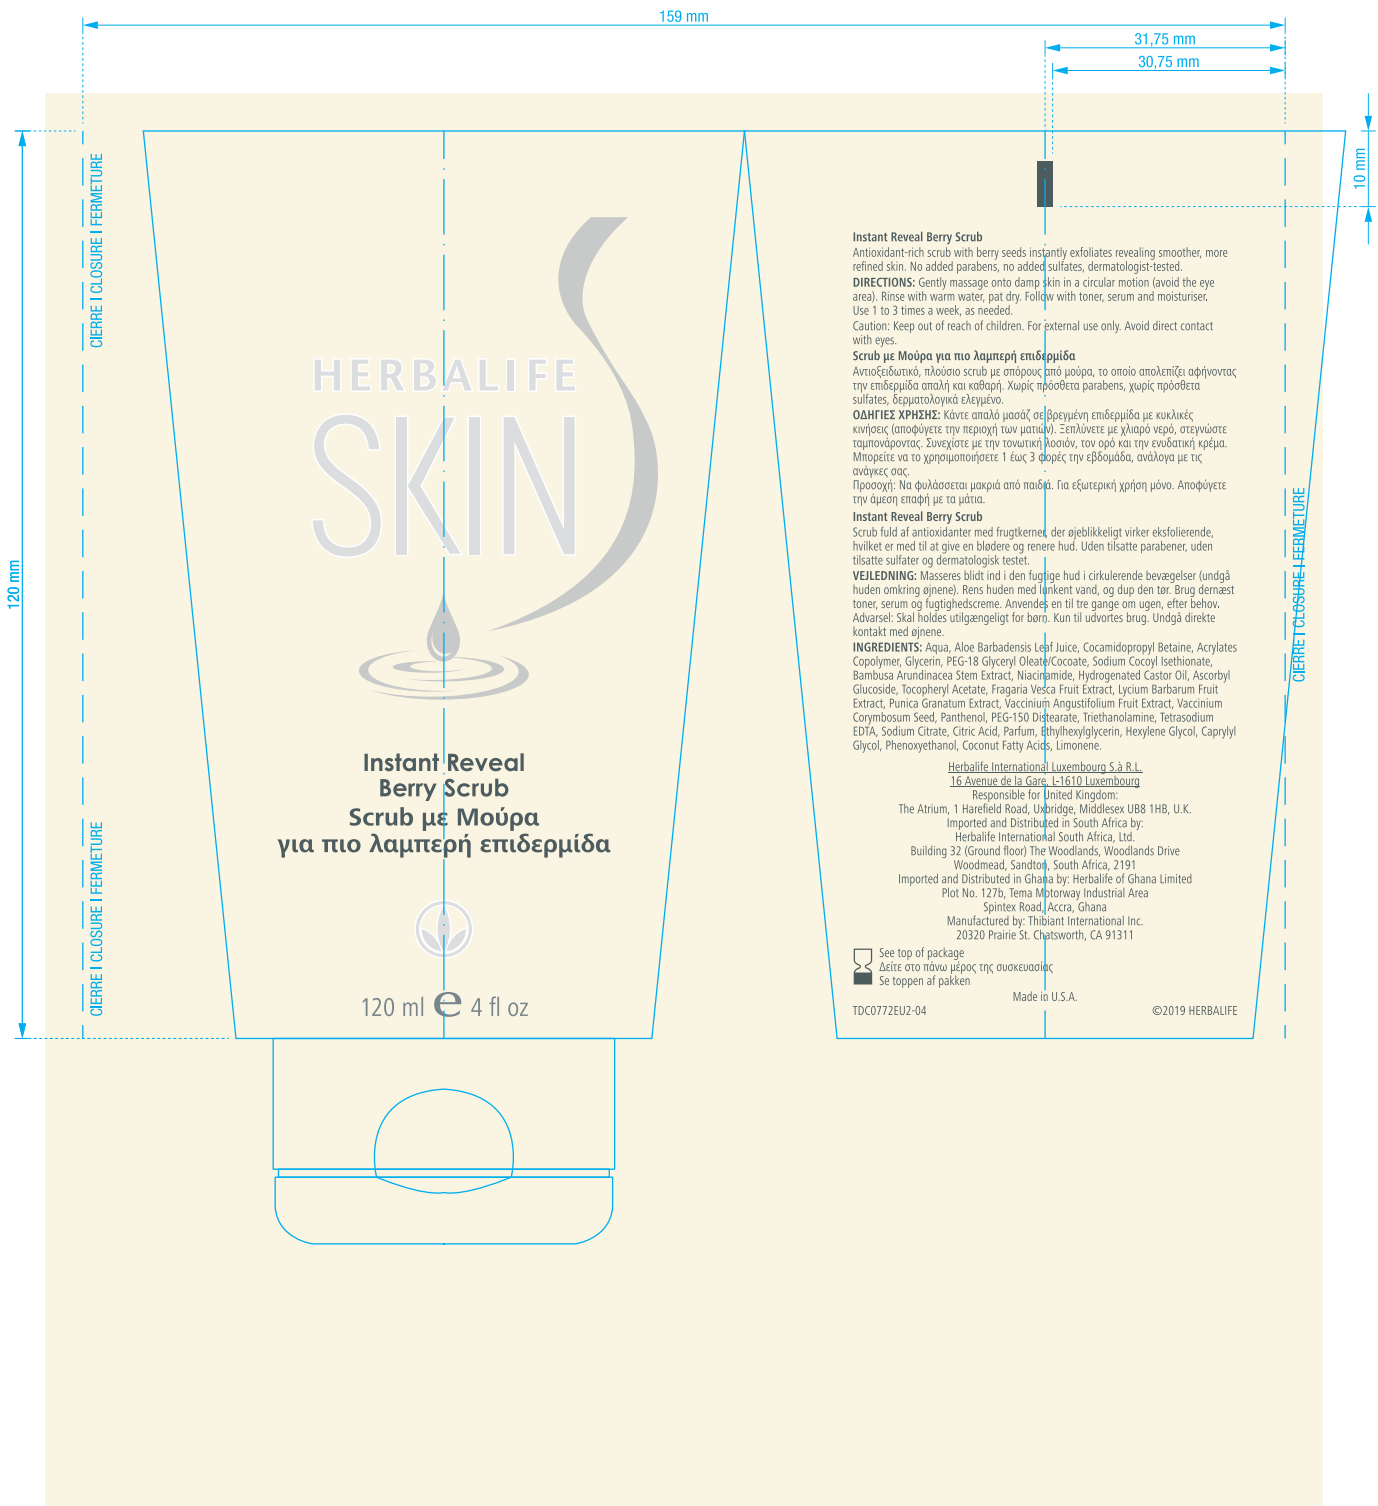 159 mm
31,75 mm
30,75 mm
10 mm
120 mm
CIERRE I CLOSURE I FERMETURE
CIERRE I CLOSURE I FERMETURE
CIERRE I CLOSURE I FERMETURE
HERBALIFE
SKIN
Instant Reveal
Berry Scrub
Scrub με Μούρα
για πιο λαμπερή επιδερμίδα
120 ml ℮ 4 fl oz
Instant Reveal Berry Scrub
Antioxidant-rich scrub with berry seeds instantly exfoliates revealing smoother, more
refined skin. No added parabens, no added sulfates, dermatologist-tested.
DIRECTIONS: Gently massage onto damp skin in a circular motion (avoid the eye
area). Rinse with warm water, pat dry. Follow with toner, serum and moisturiser.
Use 1 to 3 times a week, as needed.
Caution: Keep out of reach of children. For external use only. Avoid direct contact
with eyes.
Scrub με Μούρα για πιο λαμπερή επιδερμίδα
Αντιοξειδωτικό, πλούσιο scrub με σπόρους από μούρα, το οποίο απολεπίζει αφήνοντας
την επιδερμίδα απαλή και καθαρή. Χωρίς πρόσθετα parabens, χωρίς πρόσθετα
sulfates, δερματολογικά ελεγμένο.
ΟΔΗΓΙΕΣ ΧΡΗΣΗΣ: Κάντε απαλό μασάζ σε βρεγμένη επιδερμίδα με κυκλικές
κινήσεις (αποφύγετε την περιοχή των ματιών). Ξεπλύνετε με χλιαρό νερό, στεγνώστε
ταμπονάροντας. Συνεχίστε με την τονωτική λοσιόν, τον ορό και την ενυδατική κρέμα.
Μπορείτε να το χρησιμοποιήσετε 1 έως 3 φορές την εβδομάδα, ανάλογα με τις
ανάγκες σας.
Προσοχή: Να φυλάσσεται μακριά από παιδιά. Για εξωτερική χρήση μόνο. Αποφύγετε
την άμεση επαφή με τα μάτια.
Instant Reveal Berry Scrub
Scrub fuld af antioxidanter med frugtkerner, der øjeblikkeligt virker eksfolierende,
hvilket er med til at give en blødere og renere hud. Uden tilsatte parabener, uden
tilsatte sulfater og dermatologisk testet.
VEJLEDNING: Masseres blidt ind i den fugtige hud i cirkulerende bevægelser (undgå
huden omkring øjnene). Rens huden med lunkent vand, og dup den tør. Brug dernæst
toner, serum og fugtighedscreme. Anvendes en til tre gange om ugen, efter behov.
Advarsel: Skal holdes utilgængeligt for børn. Kun til udvortes brug. Undgå direkte
kontakt med øjnene.
INGREDIENTS: Aqua, Aloe Barbadensis Leaf Juice, Cocamidopropyl Betaine, Acrylates
Copolymer, Glycerin, PEG-18 Glyceryl Oleate/Cocoate, Sodium Cocoyl Isethionate,
Bambusa Arundinacea Stem Extract, Niacinamide, Hydrogenated Castor Oil, Ascorbyl
Glucoside, Tocopheryl Acetate, Fragaria Vesca Fruit Extract, Lycium Barbarum Fruit
Extract, Punica Granatum Extract, Vaccinium Angustifolium Fruit Extract, Vaccinium
Corymbosum Seed, Panthenol, PEG-150 Distearate, Triethanolamine, Tetrasodium
EDTA, Sodium Citrate, Citric Acid, Parfum, Ethylhexylglycerin, Hexylene Glycol, Caprylyl
Glycol, Phenoxyethanol, Coconut Fatty Acids, Limonene.
Herbalife International Luxembourg S.à R.L.
16 Avenue de la Gare, L-1610 Luxembourg
Responsible for United Kingdom:
The Atrium, 1 Harefield Road, Uxbridge, Middlesex UB8 1HB, U.K.
Imported and Distributed in South Africa by:
Herbalife International South Africa, Ltd.
Building 32 (Ground floor) The Woodlands, Woodlands Drive
Woodmead, Sandton, South Africa, 2191
Imported and Distributed in Ghana by: Herbalife of Ghana Limited
Plot No. 127b, Tema Motorway Industrial Area
Spintex Road, Accra, Ghana
Manufactured by: Thibiant International Inc.
20320 Prairie St. Chatsworth, CA 91311
See top of package
Δείτε στο πάνω μέρος της συσκευασίας
Se toppen af pakken
Made in U.S.A.
TDC0772EU2-04 ©2019 HERBALIFE